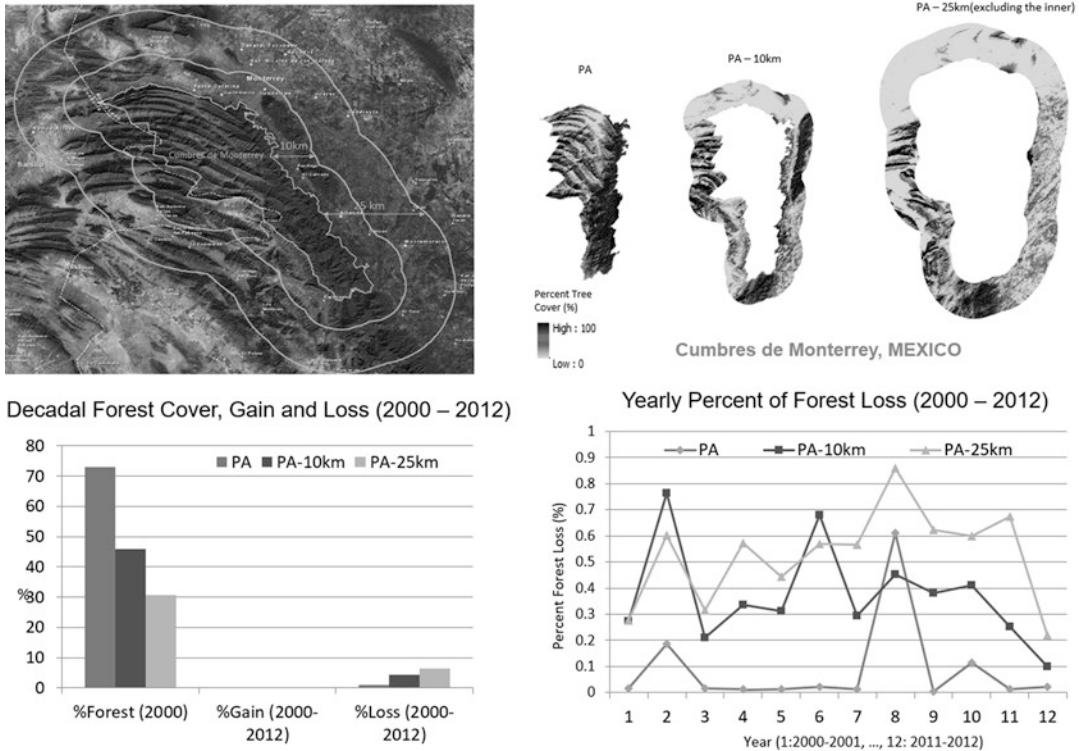 Monterrey
Cumbres de Monterrey
10km
25 km
PA – 25km(excluding the inner)
PA – 10km
PA
Percent Tree
Cover (%)
High : 100
Low : 0
Cumbres de Monterrey, MEXICO
Decadal Forest Cover, Gain and Loss (2000 – 2012)
80
70
60
50
40
30
20
10
0
%
PA
PA-10km
PA-25km
%Forest (2000)
%Gain (2000-
2012)
%Loss (2000-
2012)
Yearly Percent of Forest Loss (2000 – 2012)
1
0.9
0.8
0.7
0.6
0.5
0.4
0.3
0.2
0.1
0
Percent Forest Loss (%)
PA
PA-10km
PA-25km
1 2 3 4 5 6 7 8 9 10 11 12
Year (1:2000-2001, ..., 12: 2011-2012)